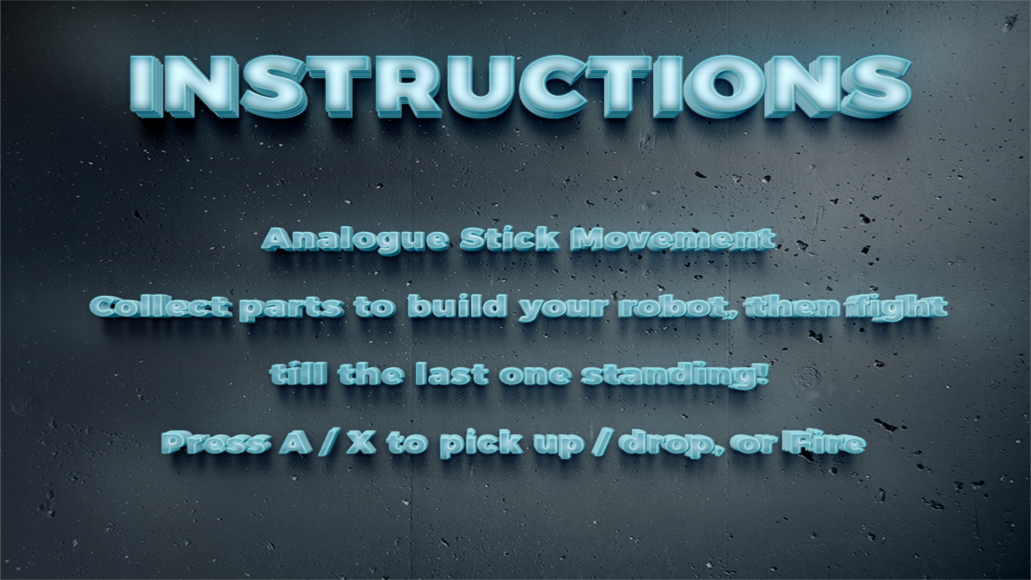 INSTRUCTIONS
Analogue Stick Movement
Collect parts to build your robot, then fight
till the last one standing!
Press A / X to pick up / drop, or Fire